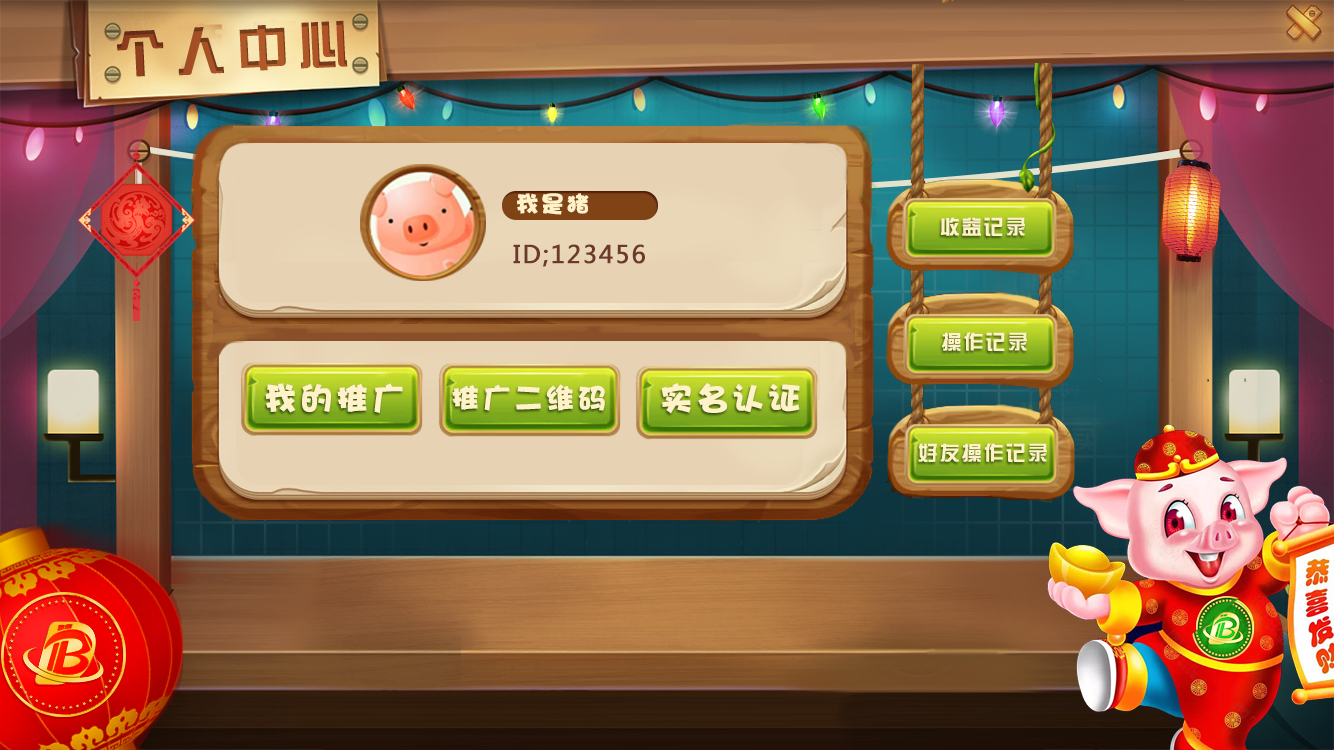 个人中心
我是猪
ID;123456
我的推广
推广二维码
实名认证
收益记录
操作记录
好友操作记录
恭喜发财
B
B